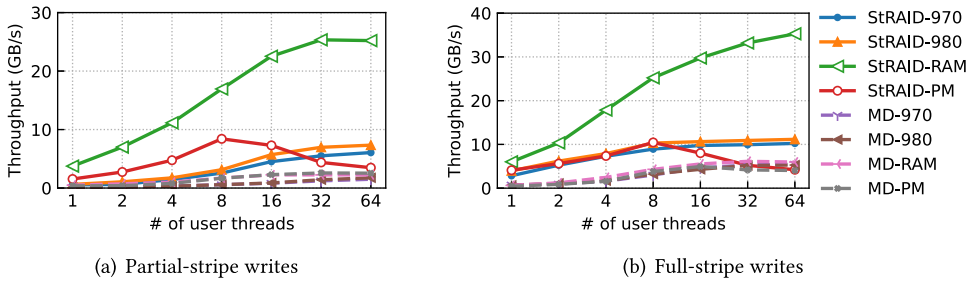 Throughput (GB/s)
30
20
10
0
1 2 4 8 16 32 64
# of user threads
(a) Partial-stripe writes
Throughput (GB/s)
40
30
20
10
0
1 2 4 8 16 32 64
# of user threads
(b) Full-stripe writes
StRAID-970
StRAID-980
StRAID-RAM
StRAID-PM
MD-970
MD-980
MD-RAM
MD-PM